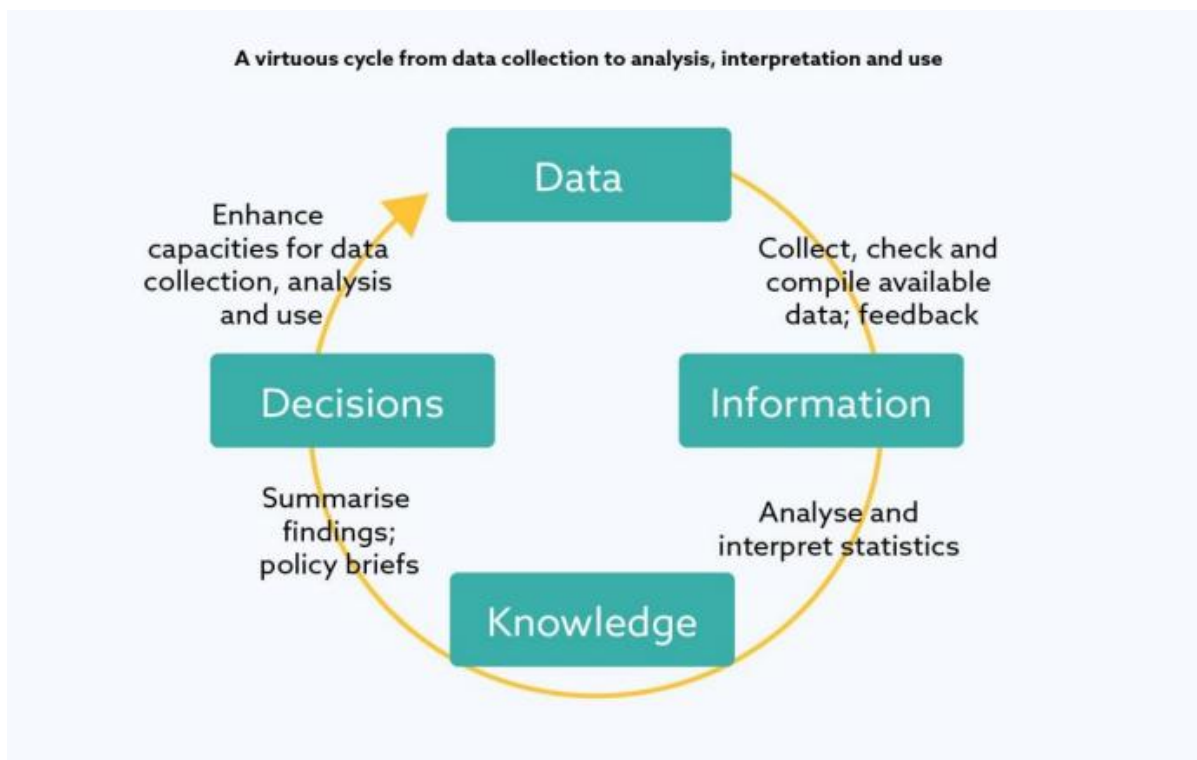 A virtuous cycle from data collection to analysis, interpretation and use
Data
Enhance
capacities for data
collection, analysis
and use
Collect, check and
compile available
data; feedback
Decisions
Information
Summarise
findings;
policy briefs
Analyse and
interpret statistics
Knowledge